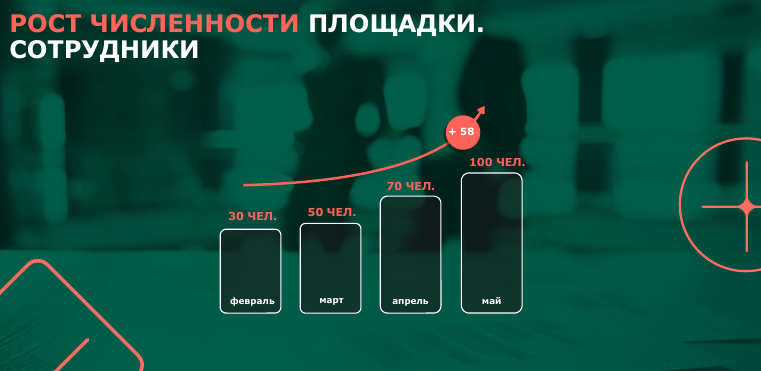 РОСТ ЧИСЛЕННОСТИ ПЛОЩАДКИ.
СОТРУДНИКИ
+ 58
100 ЧЕЛ.
70 ЧЕЛ.
50 ЧЕЛ.
30 ЧЕЛ.
февраль
март
апрель
май